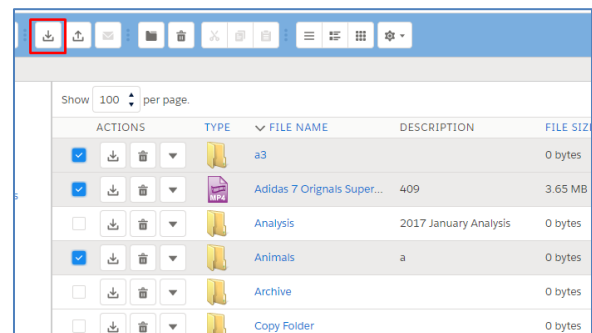 Show 100 per page.
ACTIONS TYPE FILE NAME DESCRIPTION FILE SIZ
a3 0 bytes
MP4 Adidas 7 Orignals Super... 409 3.65 MB
Analysis 2017 January Analysis 0 bytes
Animals a 0 bytes
Archive 0 bytes
Copy Folder 0 bytes